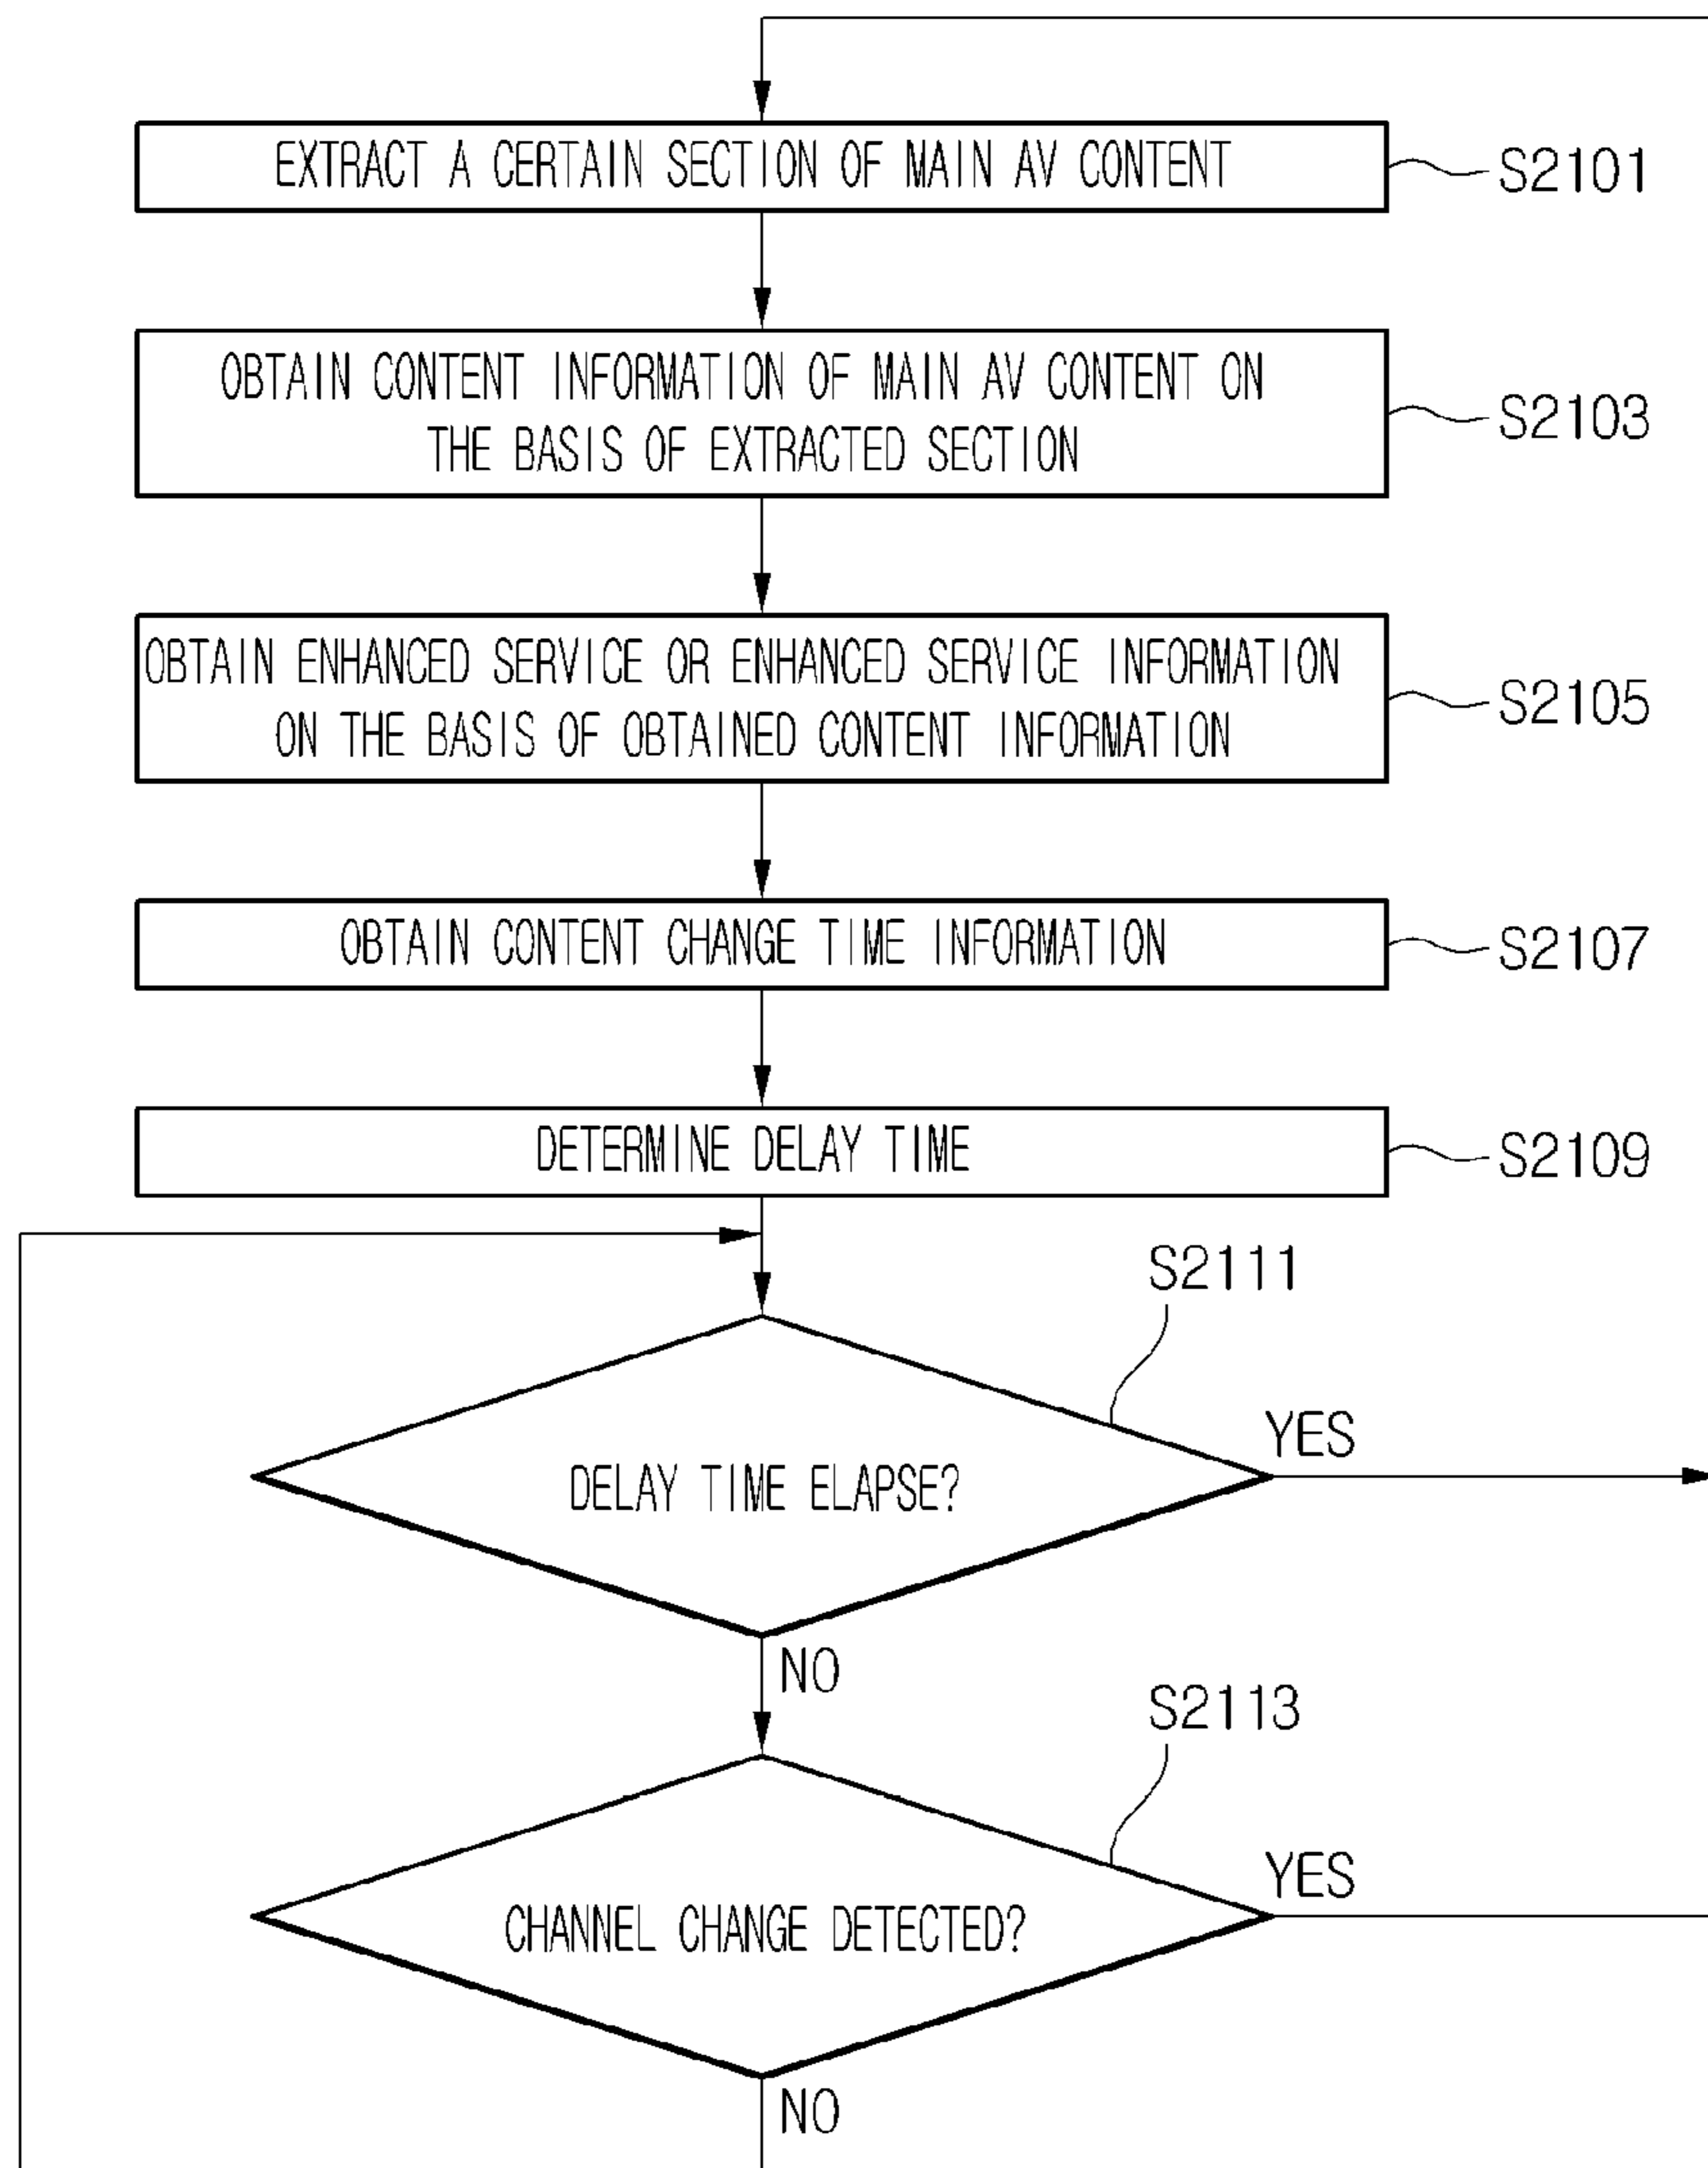 EXTRACT A CERTAIN SECTION OF MAIN AV CONTENT
S2101
OBTAIN CONTENT INFORMATION OF MAIN AV CONTENT ON
THE BASIS OF EXTRACTED SECTION
S2103
OBTAIN ENHANCED SERVICE OR ENHANCED SERVICE INFORMATION
ON THE BASIS OF OBTAINED CONTENT INFORMATION
S2105
OBTAIN CONTENT CHANGE TIME INFORMATION
S2107
DETERMINE DELAY TIME
S2109
S2111
YES
DELAY TIME ELAPSE?
NO
S2113
YES
CHANNEL CHANGE DETECTED?
NO